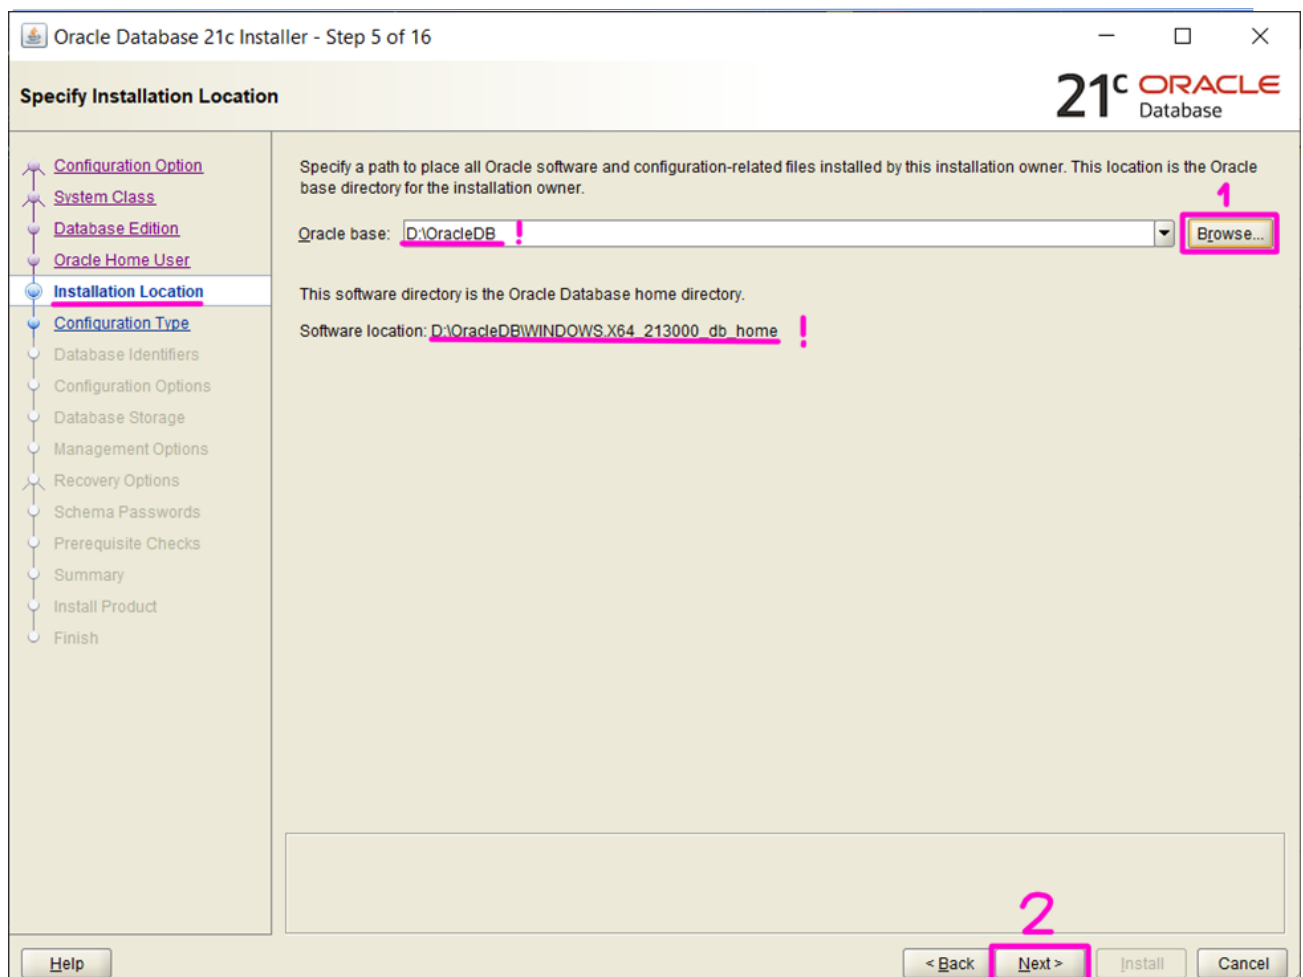 Oracle Database 21c Installer - Step 5 of 16
Specify Installation Location
21c ORACLE
Database
Configuration Option
System Class
Database Edition
Oracle Home User
Installation Location
Configuration Type
Database Identifiers
Configuration Options
Database Storage
Management Options
Recovery Options
Schema Passwords
Prerequisite Checks
Summary
Install Product
Finish
Specify a path to place all Oracle software and configuration-related files installed by this installation owner. This location is the Oracle
base directory for the installation owner.
1
Oracle base: D:\OracleDB ! Browse...
This software directory is the Oracle Database home directory.
Software location: D:\OracleDB\WINDOWS.X64_213000_db_home !
2
Help < Back Next > Install Cancel